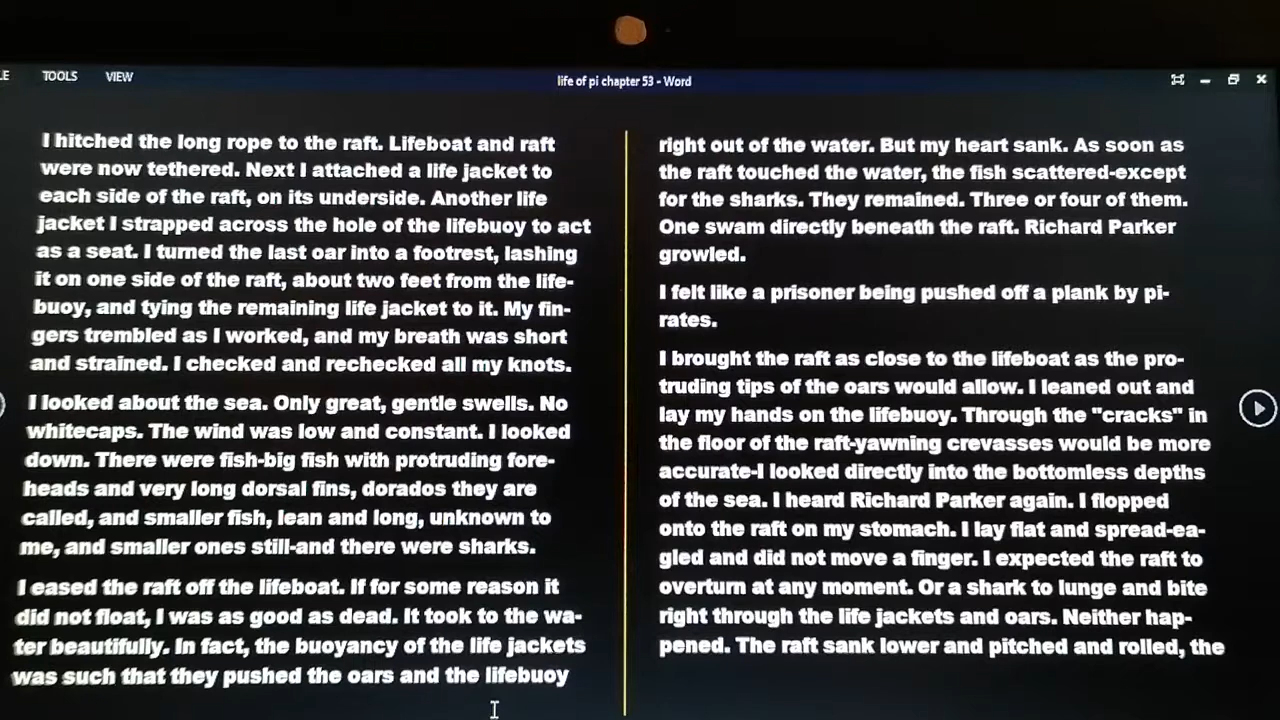 LE TOOLS VIEW life of pi chapter 53 - Word
I hitched the long rope to the raft. Lifeboat and raft
were now tethered. Next I attached a life jacket to
each side of the raft, on its underside. Another life
jacket I strapped across the hole of the lifebuoy to act
as a seat. I turned the last oar into a footrest, lashing
it on one side of the raft, about two feet from the life-
buoy, and tying the remaining life jacket to it. My fin-
gers trembled as I worked, and my breath was short
and strained. I checked and rechecked all my knots.
I looked about the sea. Only great, gentle swells. No
whitecaps. The wind was low and constant. I looked
down. There were fish-big fish with protruding fore-
heads and very long dorsal fins, dorados they are
called, and smaller fish, lean and long, unknown to
me, and smaller ones still-and there were sharks.
I eased the raft off the lifeboat. If for some reason it
did not float, I was as good as dead. It took to the wa-
ter beautifully. In fact, the buoyancy of the life jackets
was such that they pushed the oars and the lifebuoy
right out of the water. But my heart sank. As soon as
the raft touched the water, the fish scattered-except
for the sharks. They remained. Three or four of them.
One swam directly beneath the raft. Richard Parker
growled.
I felt like a prisoner being pushed off a plank by pi-
rates.
I brought the raft as close to the lifeboat as the pro-
truding tips of the oars would allow. I leaned out and
lay my hands on the lifebuoy. Through the "cracks" in
the floor of the raft-yawning crevasses would be more
accurate-I looked directly into the bottomless depths
of the sea. I heard Richard Parker again. I flopped
onto the raft on my stomach. I lay flat and spread-ea-
gled and did not move a finger. I expected the raft to
overturn at any moment. Or a shark to lunge and bite
right through the life jackets and oars. Neither hap-
pened. The raft sank lower and pitched and rolled, the